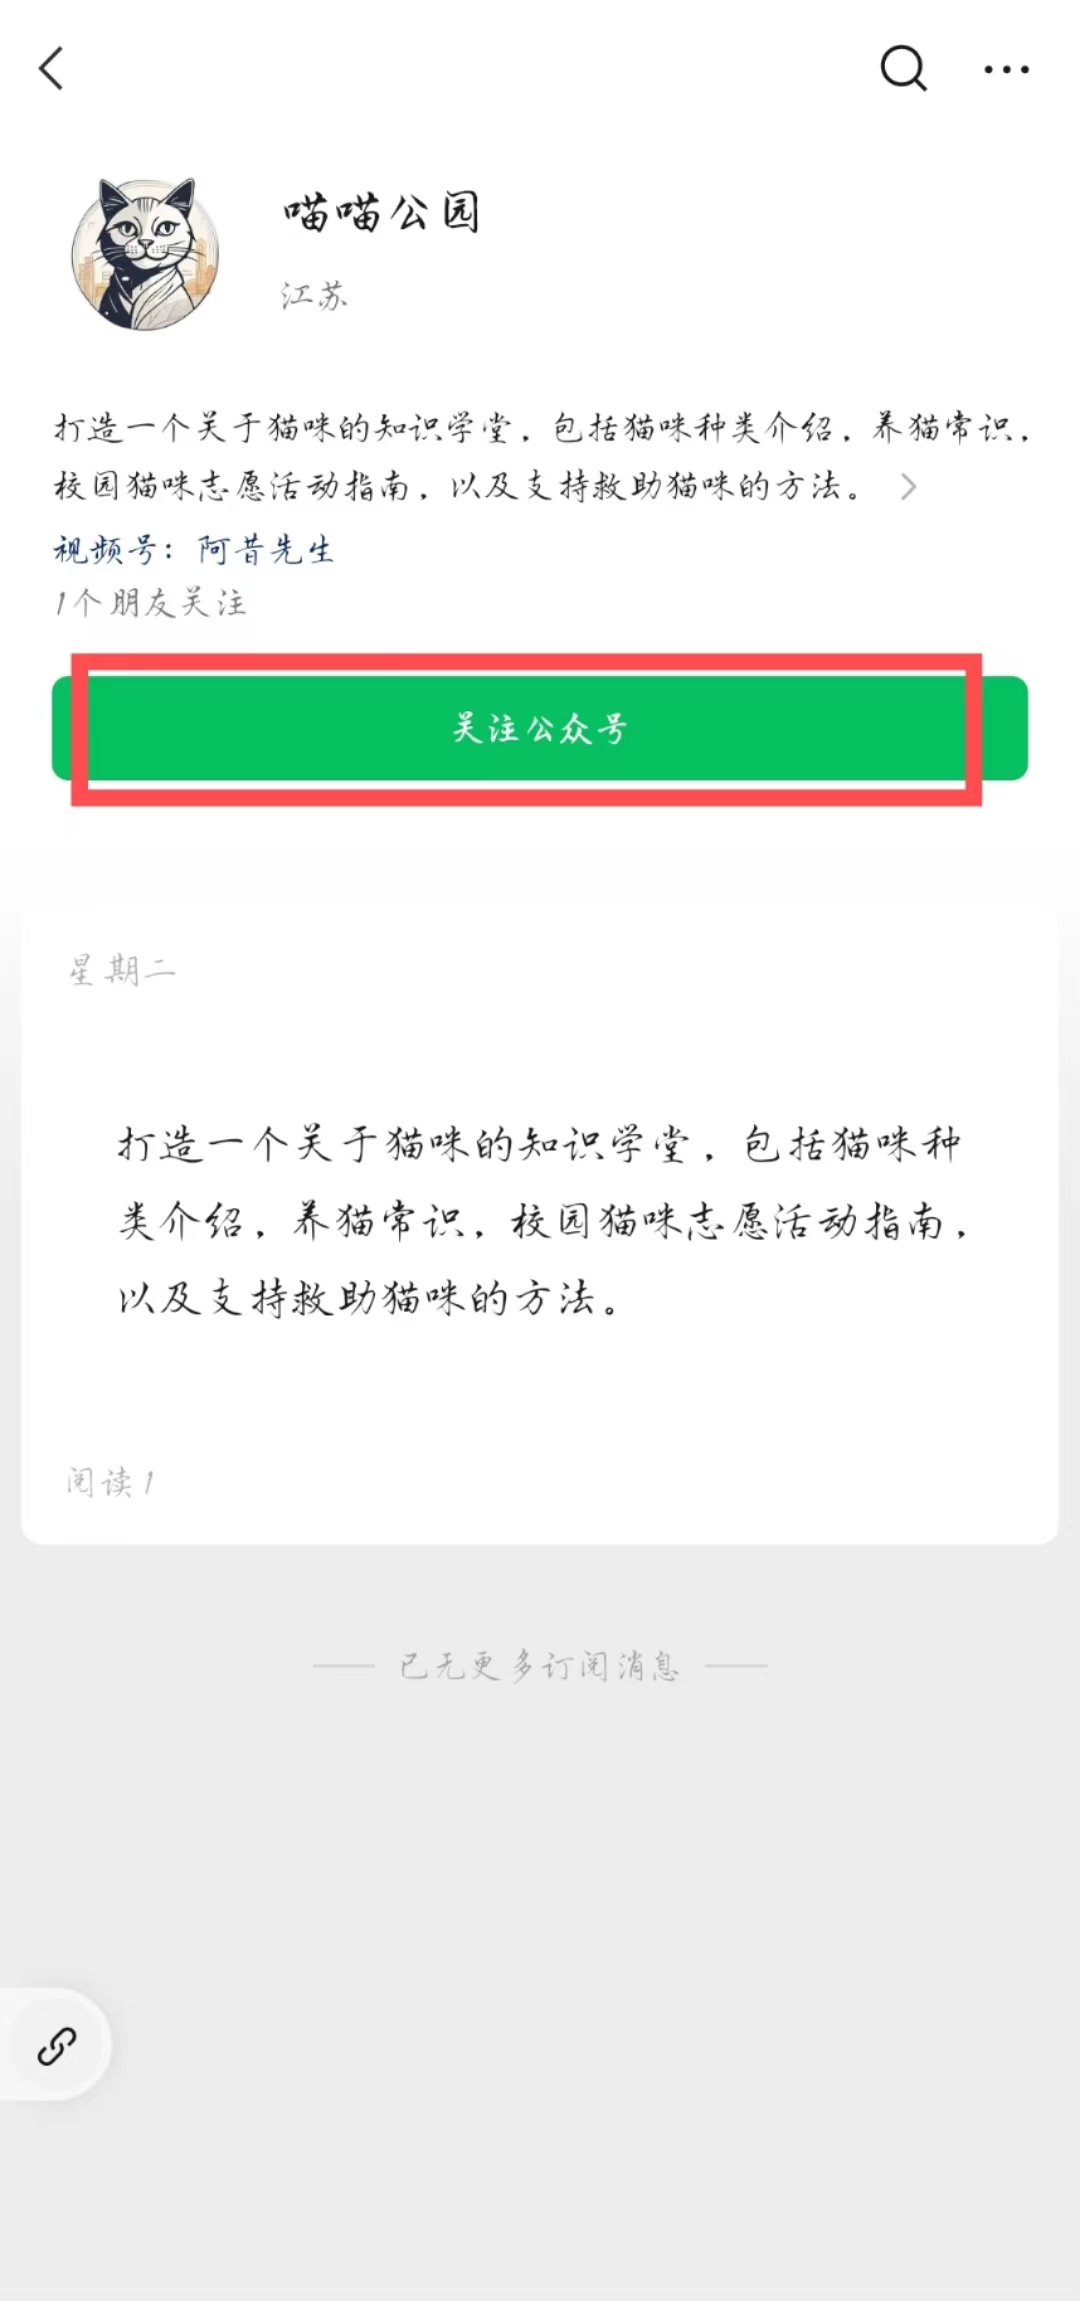 喵喵公园
江苏
打造一个关于猫咪的知识学堂，包括猫咪种类介绍，养猫常识，
校园猫咪志愿活动指南，以及支持救助猫咪的方法。
视频号：阿昔先生
1个朋友关注
关注公众号
星期二
打造一个关于猫咪的知识学堂，包括猫咪种
类介绍，养猫常识，校园猫咪志愿活动指南，
以及支持救助猫咪的方法。
阅读 1
已无更多订阅消息